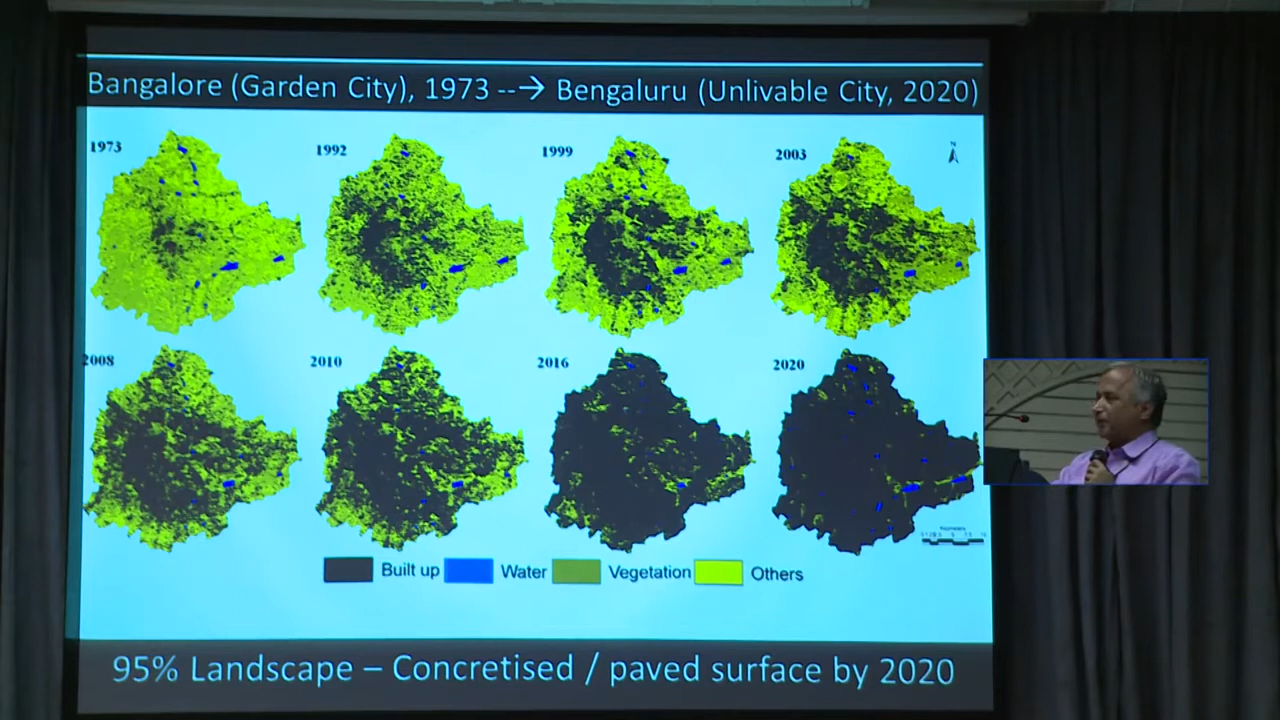 Bangalore (Garden City), 1973 --→ Bengaluru (Unlivable City, 2020)
1973
1992
1999
2003
N
2008
2010
2016
2020
Kilometers
Built up
Water
Vegetation
Others
95% Landscape – Concretised / paved surface by 2020